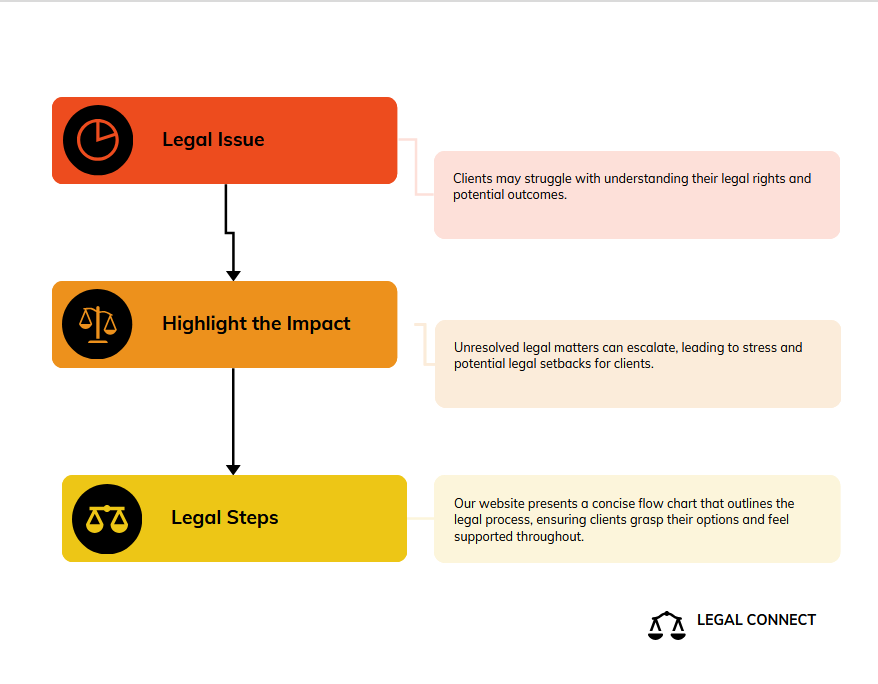 Legal Issue
Clients may struggle with understanding their legal rights and
potential outcomes.
Highlight the Impact
Unresolved legal matters can escalate, leading to stress and
potential legal setbacks for clients.
Legal Steps
Our website presents a concise flow chart that outlines the
legal process, ensuring clients grasp their options and feel
supported throughout.
LEGAL CONNECT